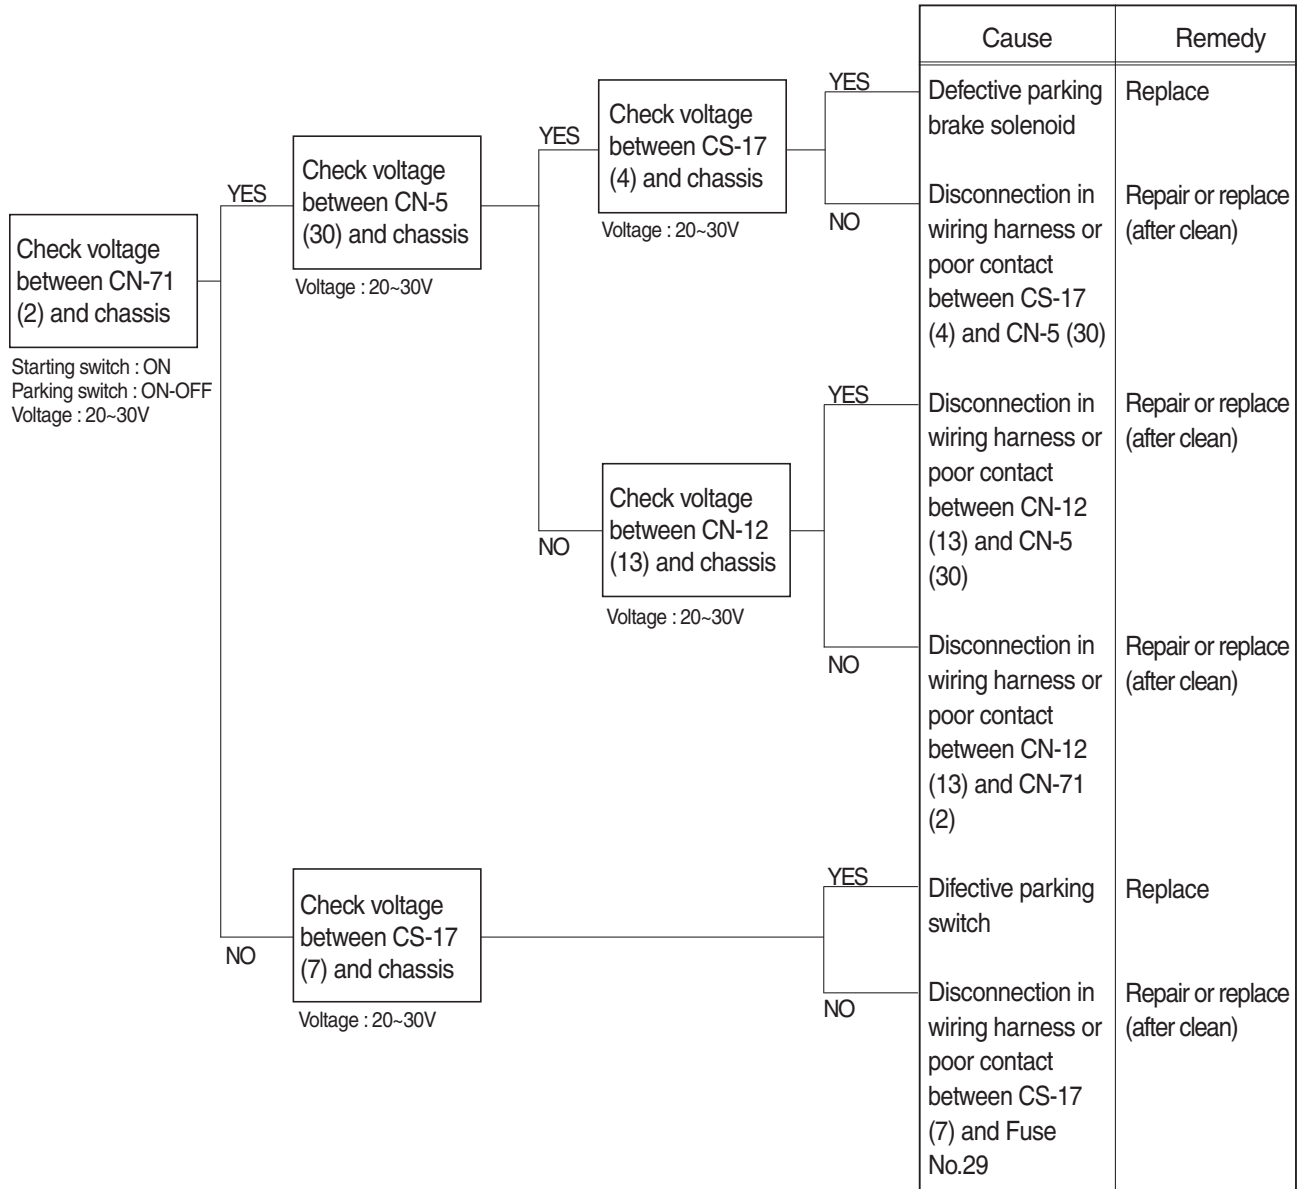 Cause
Remedy
Check voltage
between CN-71
(2) and chassis
Starting switch : ON
Parking switch : ON-OFF
Voltage : 20~30V
YES
NO
Check voltage
between CN-5
(30) and chassis
Voltage : 20~30V
YES
NO
Check voltage
between CS-17
(4) and chassis
Voltage : 20~30V
YES
Defective parking
brake solenoid
Replace
NO
Disconnection in
wiring harness or
poor contact
between CS-17
(4) and CN-5 (30)
Repair or replace
(after clean)
Check voltage
between CN-12
(13) and chassis
Voltage : 20~30V
YES
Disconnection in
wiring harness or
poor contact
between CN-12
(13) and CN-5
(30)
Repair or replace
(after clean)
NO
Disconnection in
wiring harness or
poor contact
between CN-12
(13) and CN-71
(2)
Repair or replace
(after clean)
Check voltage
between CS-17
(7) and chassis
Voltage : 20~30V
YES
Difective parking
switch
Replace
NO
Disconnection in
wiring harness or
poor contact
between CS-17
(7) and Fuse
No.29
Repair or replace
(after clean)